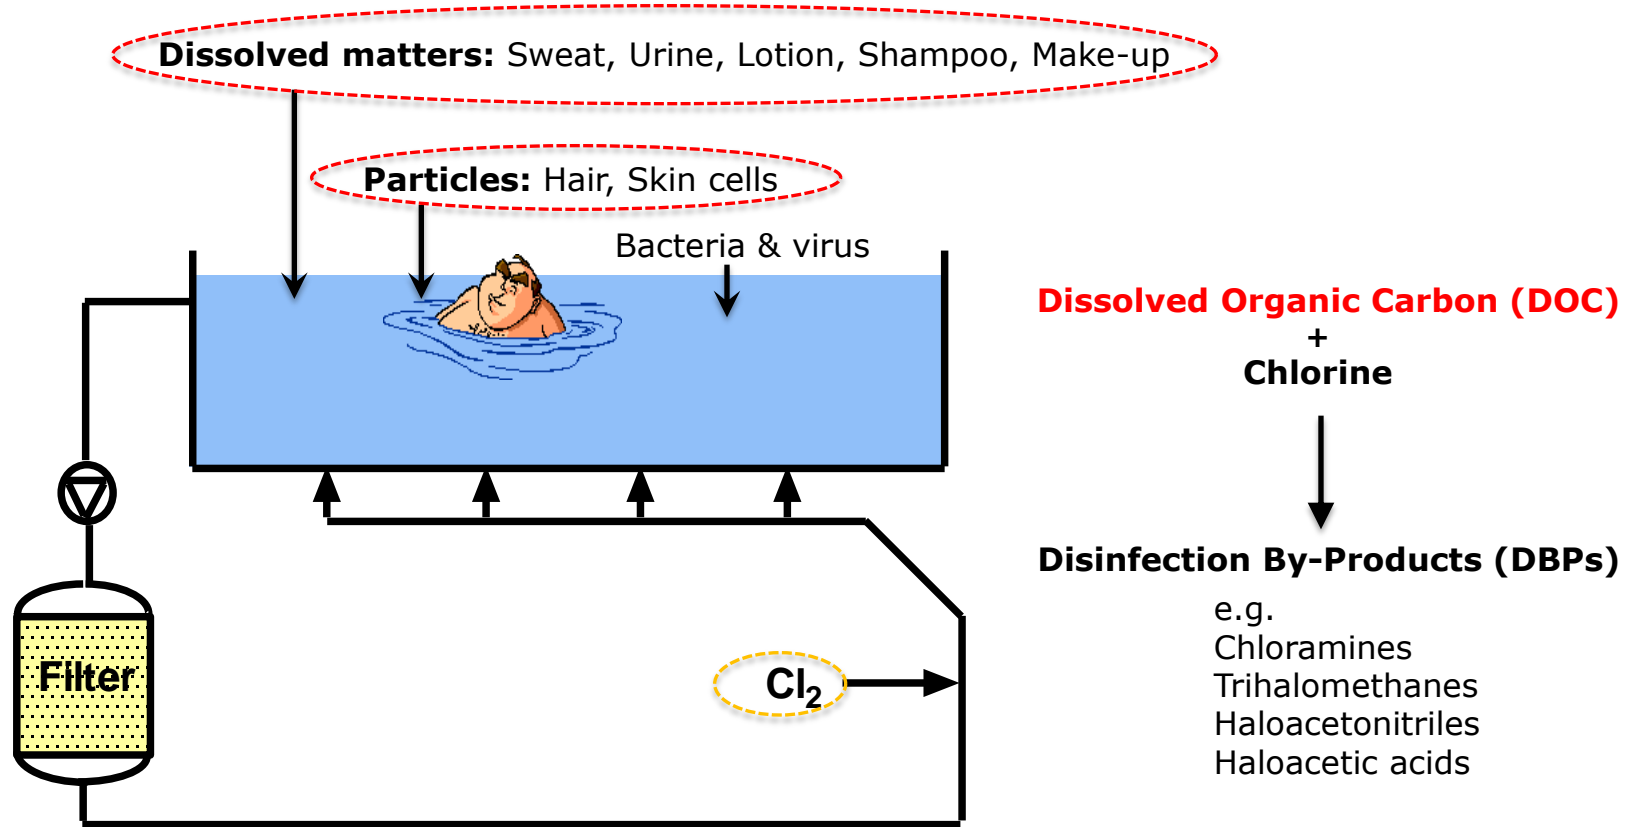 Dissolved matters: Sweat, Urine, Lotion, Shampoo, Make-up
Particles: Hair, Skin cells
Bacteria & virus
Dissolved Organic Carbon (DOC)
+
Chlorine
Disinfection By-Products (DBPs)
e.g.
Chloramines
Trihalomethanes
Haloacetonitriles
Haloacetic acids
Filter
Cl₂